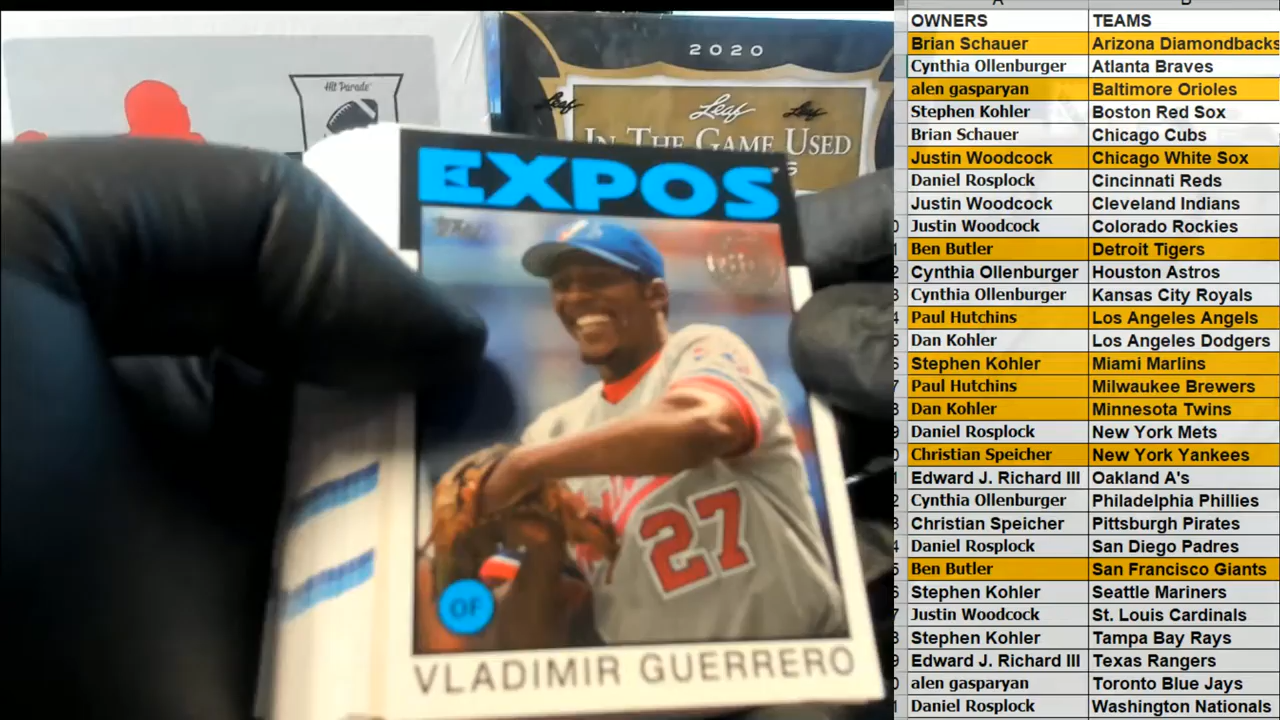 Hit Parade
2020
Leaf
Leaf
Leaf
IN THE GAME USED
EXPOS
Topps
27
OF
VLADIMIR GUERRERO
OWNERS TEAMS
Brian Schauer Arizona Diamondbacks
Cynthia Ollenburger Atlanta Braves
alen gasparyan Baltimore Orioles
Stephen Kohler Boston Red Sox
Brian Schauer Chicago Cubs
Justin Woodcock Chicago White Sox
Daniel Rosplock Cincinnati Reds
Justin Woodcock Cleveland Indians
Justin Woodcock Colorado Rockies
Ben Butler Detroit Tigers
Cynthia Ollenburger Houston Astros
Cynthia Ollenburger Kansas City Royals
Paul Hutchins Los Angeles Angels
Dan Kohler Los Angeles Dodgers
Stephen Kohler Miami Marlins
Paul Hutchins Milwaukee Brewers
Dan Kohler Minnesota Twins
Daniel Rosplock New York Mets
Christian Speicher New York Yankees
Edward J. Richard III Oakland A's
Cynthia Ollenburger Philadelphia Phillies
Christian Speicher Pittsburgh Pirates
Daniel Rosplock San Diego Padres
Ben Butler San Francisco Giants
Stephen Kohler Seattle Mariners
Justin Woodcock St. Louis Cardinals
Stephen Kohler Tampa Bay Rays
Edward J. Richard III Texas Rangers
alen gasparyan Toronto Blue Jays
Daniel Rosplock Washington Nationals